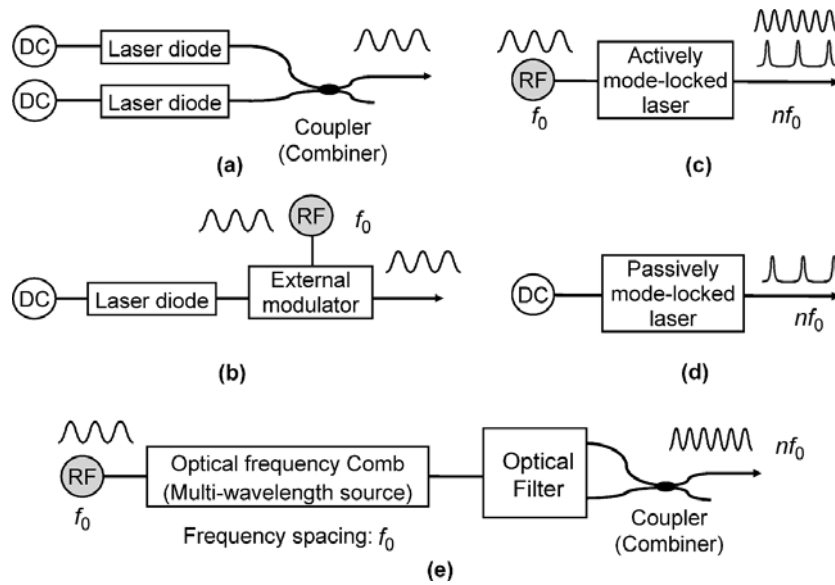 DC
Laser diode
DC
Laser diode
Coupler
(Combiner)
(a)
RF
f0
Actively
mode-locked
laser
nf0
(c)
RF
f0
DC
Laser diode
External
modulator
(b)
DC
Passively
mode-locked
laser
nf0
(d)
RF
f0
Optical frequency Comb
(Multi-wavelength source)
Frequency spacing: f0
Optical
Filter
nf0
Coupler
(Combiner)
(e)